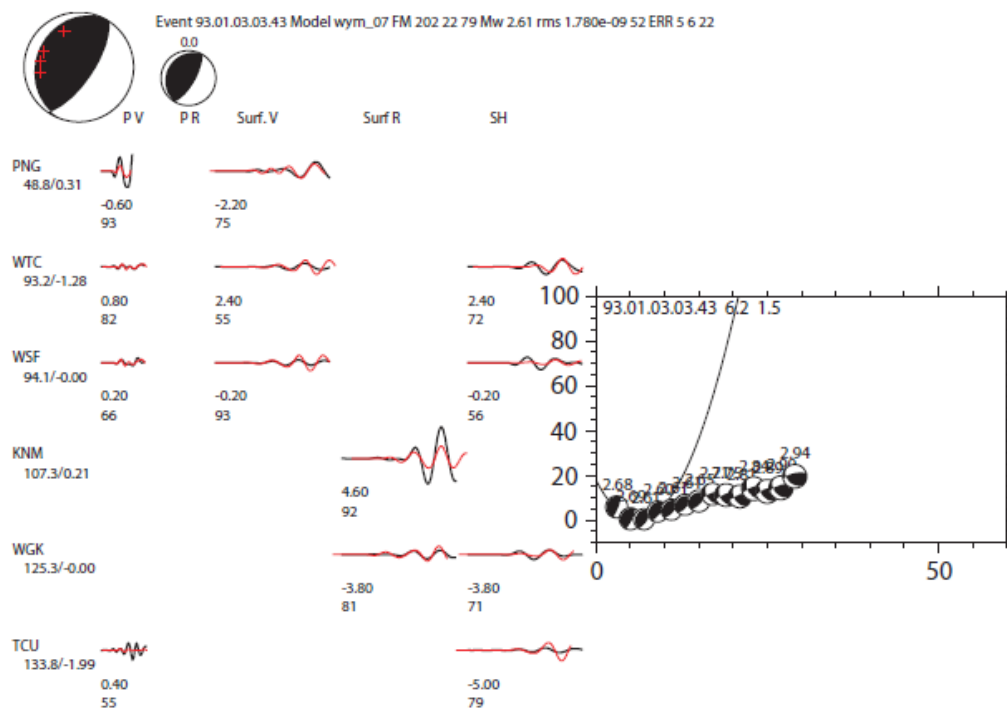 Event 93.01.03.03.43 Model wym_07 FM 202 22 79 Mw 2.61 rms 1.780e-09 52 ERR 5 6 22
0.0
P V P R Surf. V Surf R SH
PNG
48.8/0.31
-0.60 -2.20
93 75
WTC
93.2/-1.28
0.80 2.40 2.40
82 55 72
WSF
94.1/-0.00
0.20 -0.20 -0.20
66 93 56
KNM
107.3/0.21
4.60
92
WGK
125.3/-0.00
-3.80 -3.80
81 71
TCU
133.8/-1.99
0.40 -5.00
55 79
93.01.03.03.43 6.2 1.5
100
80
60
40
20
0
2.68
2.94
0 50